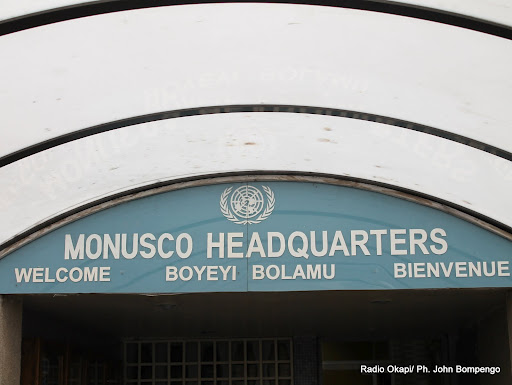 MONUSCO HEADQUARTERS
WELCOME BOYEYI BOLAMU BIENVENUE
Radio Okapi/ Ph. John Bompengo